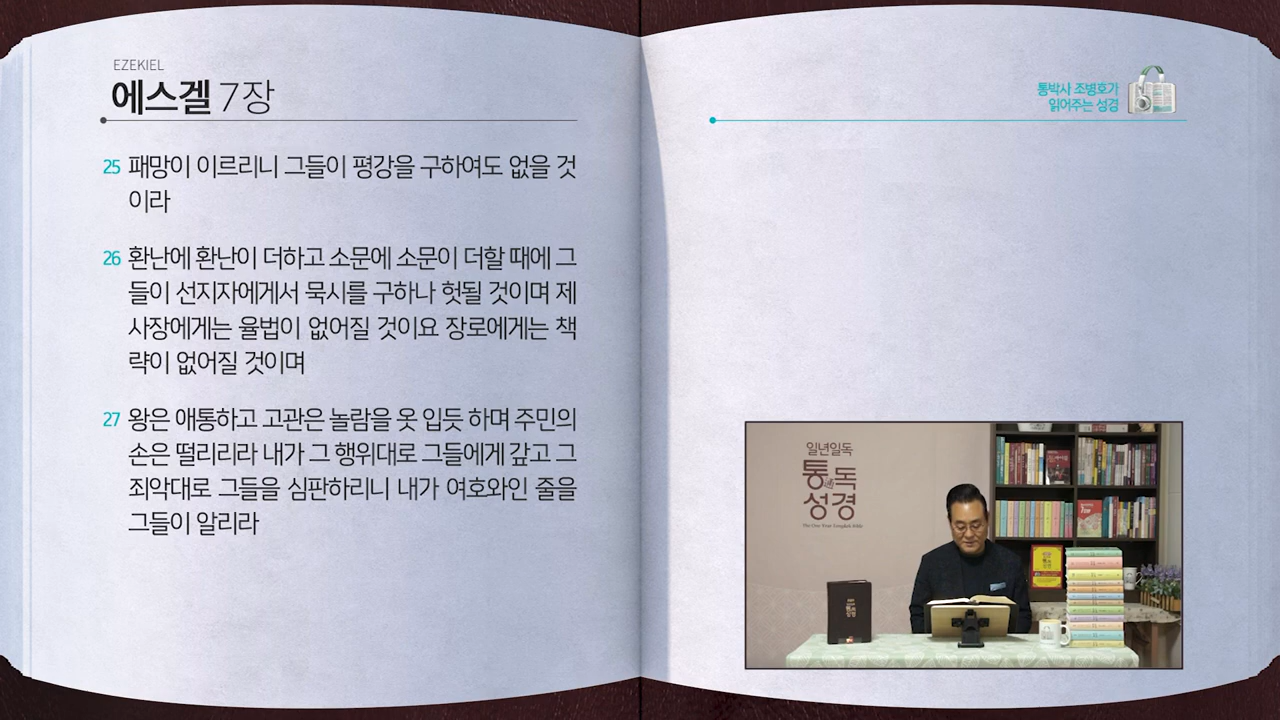 EZEKIEL
에스겔 7장
25 패망이 이르리니 그들이 평강을 구하여도 없을 것
이라
26 환난에 환난이 더하고 소문에 소문이 더할 때에 그
들이 선지자에게서 묵시를 구하나 헛될 것이며 제
사장에게는 율법이 없어질 것이요 장로에게는 책
략이 없어질 것이며
27 왕은 애통하고 고관은 놀람을 옷 입듯 하며 주민의
손은 떨리리라 내가 그 행위대로 그들에게 갚고 그
죄악대로 그들을 심판하리니 내가 여호와인 줄을
그들이 알리라
통박사 조병호가
읽어주는 성경
일년일독
통독
성경
The One-Year Tongdok Bible